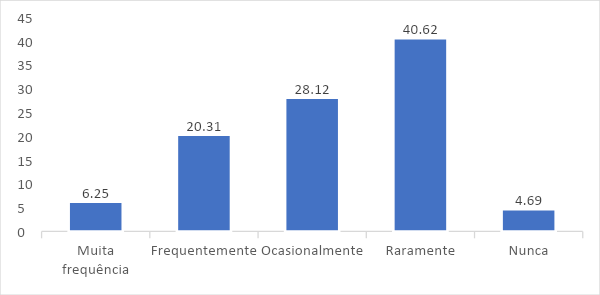 45
40
35
30
25
20
15
10
5
0
6.25
20.31
28.12
40.62
4.69
Muita
frequência
Frequentemente
Ocasionalmente
Raramente
Nunca